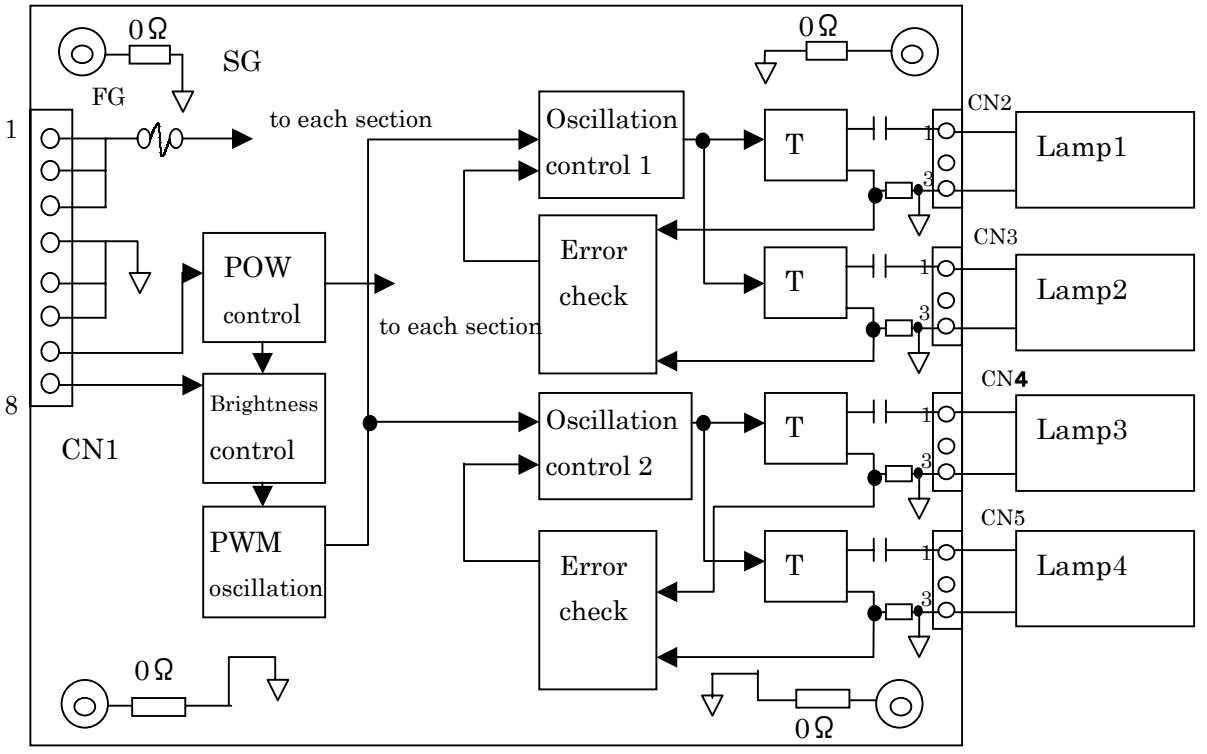 0Ω
0Ω
SG
FG
CN2
1
to each section
Oscillation
control 1
T
1
3
Lamp1
CN3
POW
control
Error
check
T
1
3
Lamp2
to each section
CN4
8
Brightness
control
Oscillation
control 2
T
1
3
Lamp3
CN1
CN5
PWM
oscillation
Error
check
T
1
3
Lamp4
0Ω
0Ω